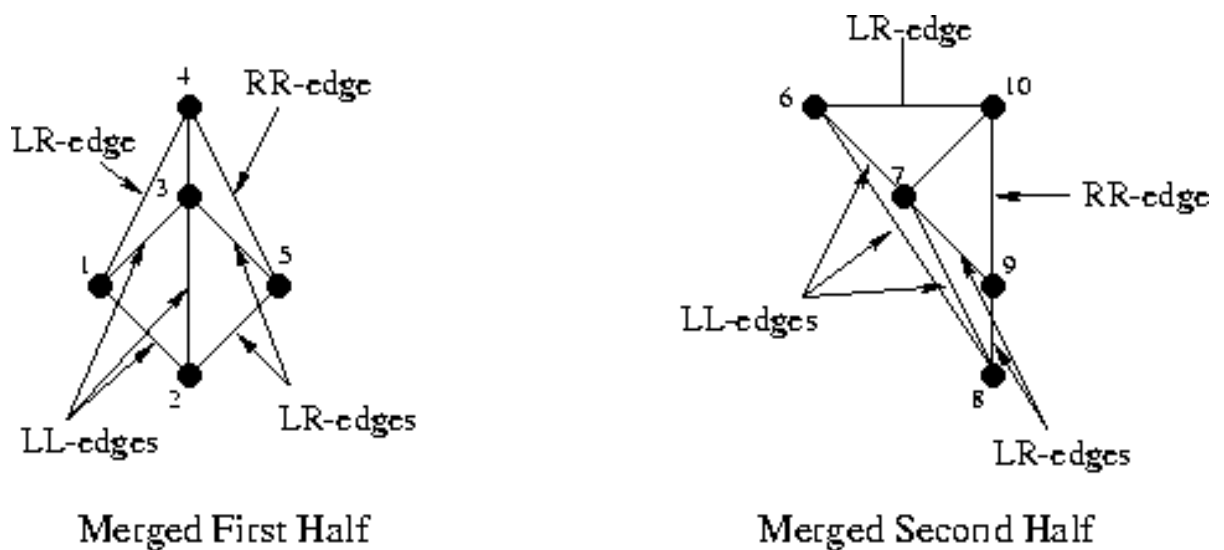 LR-edge
4
RR-edge
6
10
LR-edge
3
7
RR-edge
1
5
9
LL-edges
2
8
LR-edges
LL-edges
LR-edges
Merged First Half
Merged Second Half